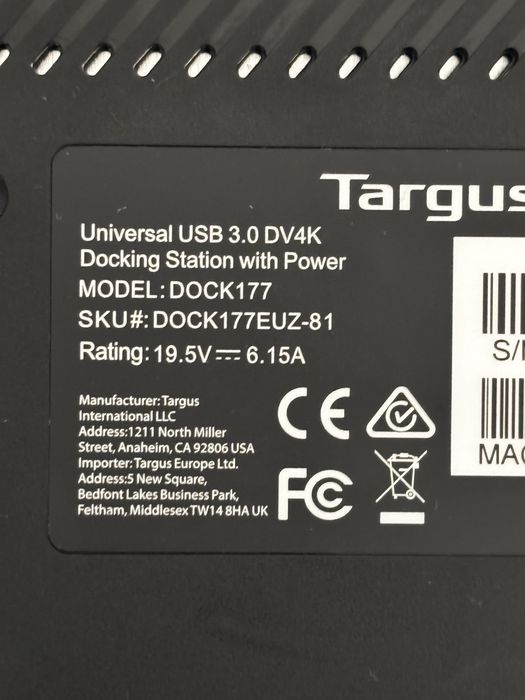 Targus
Universal USB 3.0 DV4K
Docking Station with Power
MODEL: DOCK177
SKU#: DOCK177EUZ-81
Rating: 19.5V 6.15A
Manufacturer: Targus
International LLC
Address:1211 North Miller
Street, Anaheim, CA 92806 USA
Importer: Targus Europe Ltd.
Address:5 New Square,
Bedfont Lakes Business Park,
Feltham, Middlesex TW14 8HA UK
CE
FC
S/
MAC